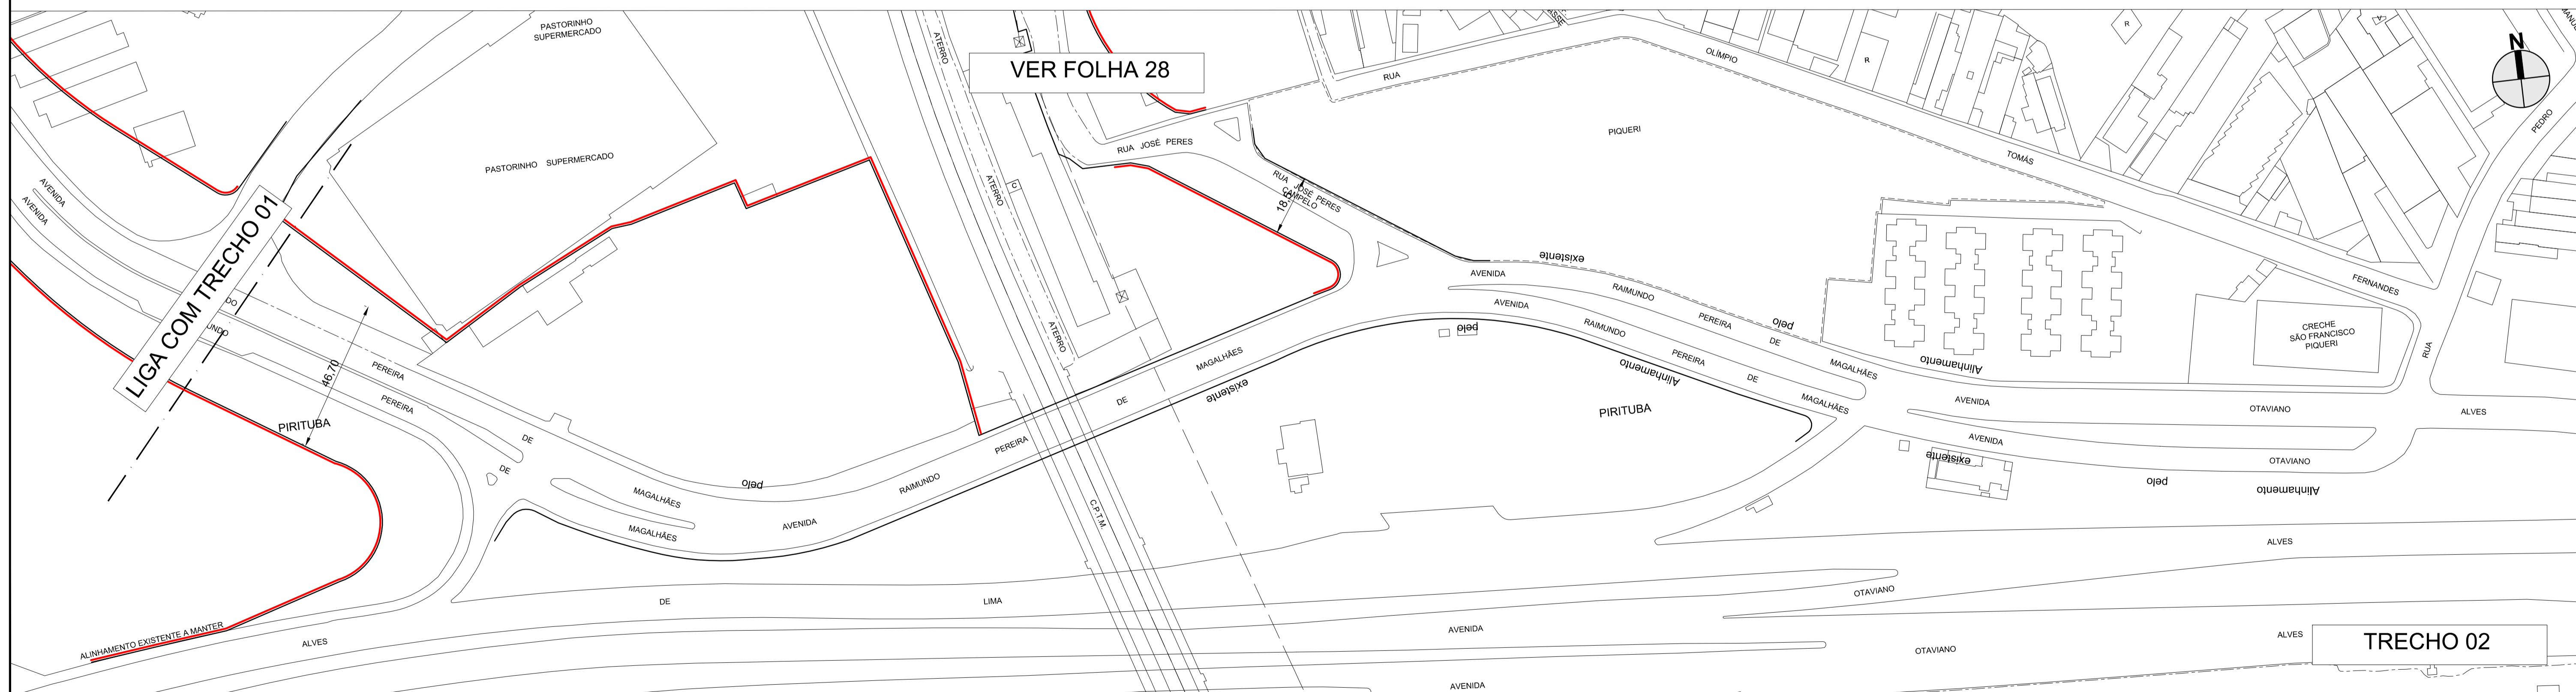 PASTORINHO
SUPERMERCADO
ATERRO
VER FOLHA 28
RUA
OLÍMPIO
R
R
N
PEDRO
PASTORINHO SUPERMERCADO
RUA JOSÉ PERES
PIQUERI
TOMÁS
AVENIDA
AVENIDA
ATERRO
C
RUA JOSÉ PERES
CAMPELO
LIGA COM TRECHO 01
existente
AVENIDA
RAIMUNDO
PEREIRA
DE
MAGALHÃES
pelo
Alinhamento
FERNANDES
CRECHE
SÃO FRANCISCO
PIQUERI
RUA
AVENIDA
RAIMUNDO
PEREIRA
DE
MAGALHÃES
pelo
Alinhamento
ATERRO
46,70
PEREIRA
PEREIRA
PIRITUBA
MAGALHÃES
DE
existente
PEREIRA
RAIMUNDO
AVENIDA
PIRITUBA
AVENIDA
OTAVIANO
ALVES
AVENIDA
OTAVIANO
existente
pelo
Alinhamento
DE
DE
pelo
MAGALHÃES
MAGALHÃES
C.P.T.M.
ALVES
DE
LIMA
OTAVIANO
ALINHAMENTO EXISTENTE A MANTER
ALVES
AVENIDA
ALVES
OTAVIANO
TRECHO 02
AVENIDA